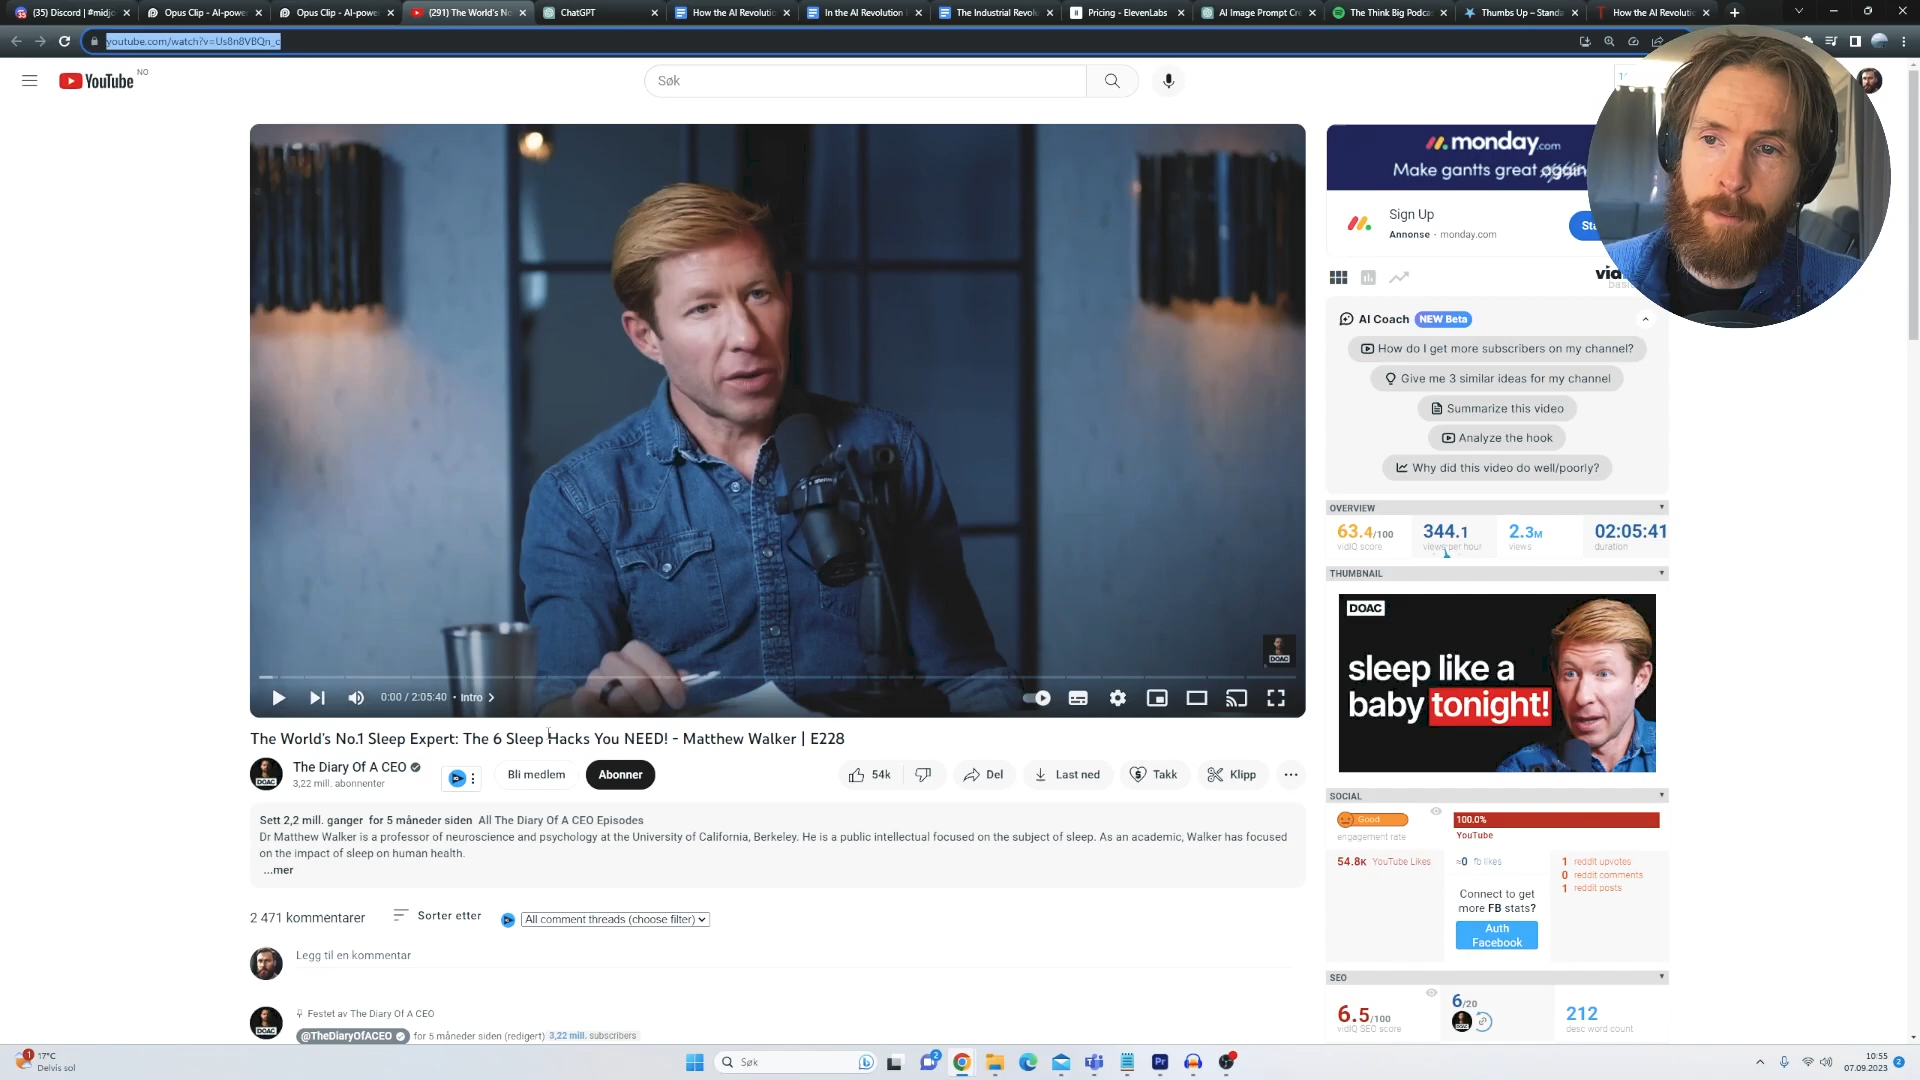 (35) Discord | #midjo
Opus Clip - AI-power
Opus Clip - AI-power
(291) The World's No
ChatGPT
How the AI Revolutio
In the AI Revolution
The Industrial Revol
Pricing - ElevenLabs
AI Image Prompt Cre
The Think Big Podca
Thumbs Up – Standa
How the AI Revolutio
youtube.com/watch?v=Us8n8VBQn_c
YouTube NO
Søk
monday.com
Make gantts great again
Sign Up
Annonse · monday.com
Sta
AI Coach NEW Beta
How do I get more subscribers on my channel?
Give me 3 similar ideas for my channel
Summarize this video
Analyze the hook
Why did this video do well/poorly?
OVERVIEW
63.4/100
vidIQ score
344.1
views per hour
2.3M
views
02:05:41
duration
THUMBNAIL
DOAC
sleep like a
baby tonight!
DOAC
0:00 / 2:05:40 • Intro
The World's No.1 Sleep Expert: The 6 Sleep Hacks You NEED! - Matthew Walker | E228
DOAC
The Diary Of A CEO
3,22 mill. abonnenter
Bli medlem
Abonner
54k
Del
Last ned
Takk
Klipp
Sett 2,2 mill. ganger for 5 måneder siden All The Diary Of A CEO Episodes
Dr Matthew Walker is a professor of neuroscience and psychology at the University of California, Berkeley. He is a public intellectual focused on the subject of sleep. As an academic, Walker has focused
on the impact of sleep on human health.
...mer
2 471 kommentarer
Sorter etter
All comment threads (choose filter)
Legg til en kommentar
DOAC
Festet av The Diary Of A CEO
@TheDiaryOfACEO for 5 måneder siden (redigert) 3,22 mill. subscribers
SOCIAL
Good
engagement rate
100.0%
YouTube
54.8K YouTube Likes
≈0 fb likes
Connect to get
more FB stats?
Auth
Facebook
1 reddit upvotes
0 reddit comments
1 reddit posts
SEO
6.5/100
vidIQ SEO score
6/20
212
desc word count
17°C
Delvis sol
Søk
10:55
07.09.2023